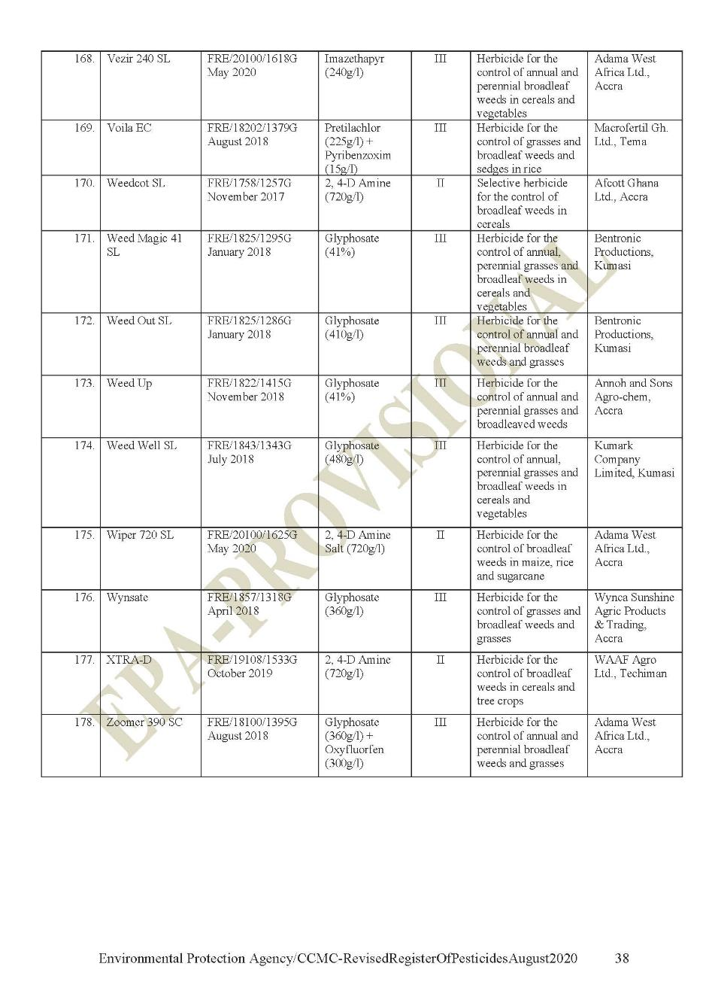 168. Vezir 240 SL FRE/20100/1618G Imazethapyr III Herbicide for the Adama West
May 2020 (240g/l) control of annual and Africa Ltd.,
perennial broadleaf Accra
weeds in cereals and
vegetables
169. Voila EC FRE/18202/1379G Pretilachlor III Herbicide for the Macrofertil Gh.
August 2018 (225g/l) + control of grasses and Ltd., Tema
Pyribenzoxim broadleaf weeds and
(15g/l) sedges in rice
170. Weedcot SL FRE/1758/1257G 2, 4-D Amine II Selective herbicide Afcott Ghana
November 2017 (720g/l) for the control of Ltd., Accra
broadleaf weeds in
cereals
171. Weed Magic 41 FRE/1825/1295G Glyphosate III Herbicide for the Bentronic
SL January 2018 (41%) control of annual, Productions,
perennial grasses and Kumasi
broadleaf weeds in
cereals and
vegetables
172. Weed Out SL FRE/1825/1286G Glyphosate III Herbicide for the Bentronic
January 2018 (410g/l) control of annual and Productions,
perennial broadleaf Kumasi
weeds and grasses
173. Weed Up FRE/1822/1415G Glyphosate III Herbicide for the Annoh and Sons
November 2018 (41%) control of annual and Agro-chem,
perennial grasses and Accra
broadleaved weeds
174. Weed Well SL FRE/1843/1343G Glyphosate III Herbicide for the Kumark
July 2018 (480g/l) control of annual, Company
perennial grasses and Limited, Kumasi
broadleaf weeds in
cereals and
vegetables
175. Wiper 720 SL FRE/20100/1625G 2, 4-D Amine II Herbicide for the Adama West
May 2020 Salt (720g/l) control of broadleaf Africa Ltd.,
weeds in maize, rice Accra
and sugarcane
176. Wynsate FRE/1857/1318G Glyphosate III Herbicide for the Wynca Sunshine
April 2018 (360g/l) control of grasses and Agric Products
broadleaf weeds and & Trading,
grasses Accra
177. XTRA-D FRE/19108/1533G 2, 4-D Amine II Herbicide for the WAAF Agro
October 2019 (720g/l) control of broadleaf Ltd., Techiman
weeds in cereals and
tree crops
178. Zoomer 390 SC FRE/18100/1395G Glyphosate III Herbicide for the Adama West
August 2018 (360g/l) + control of annual and Africa Ltd.,
Oxyfluorfen perennial broadleaf Accra
(300g/l) weeds and grasses
EPA-PROVISIONAL
Environmental Protection Agency/CCMC-RevisedRegisterOfPesticidesAugust2020 38